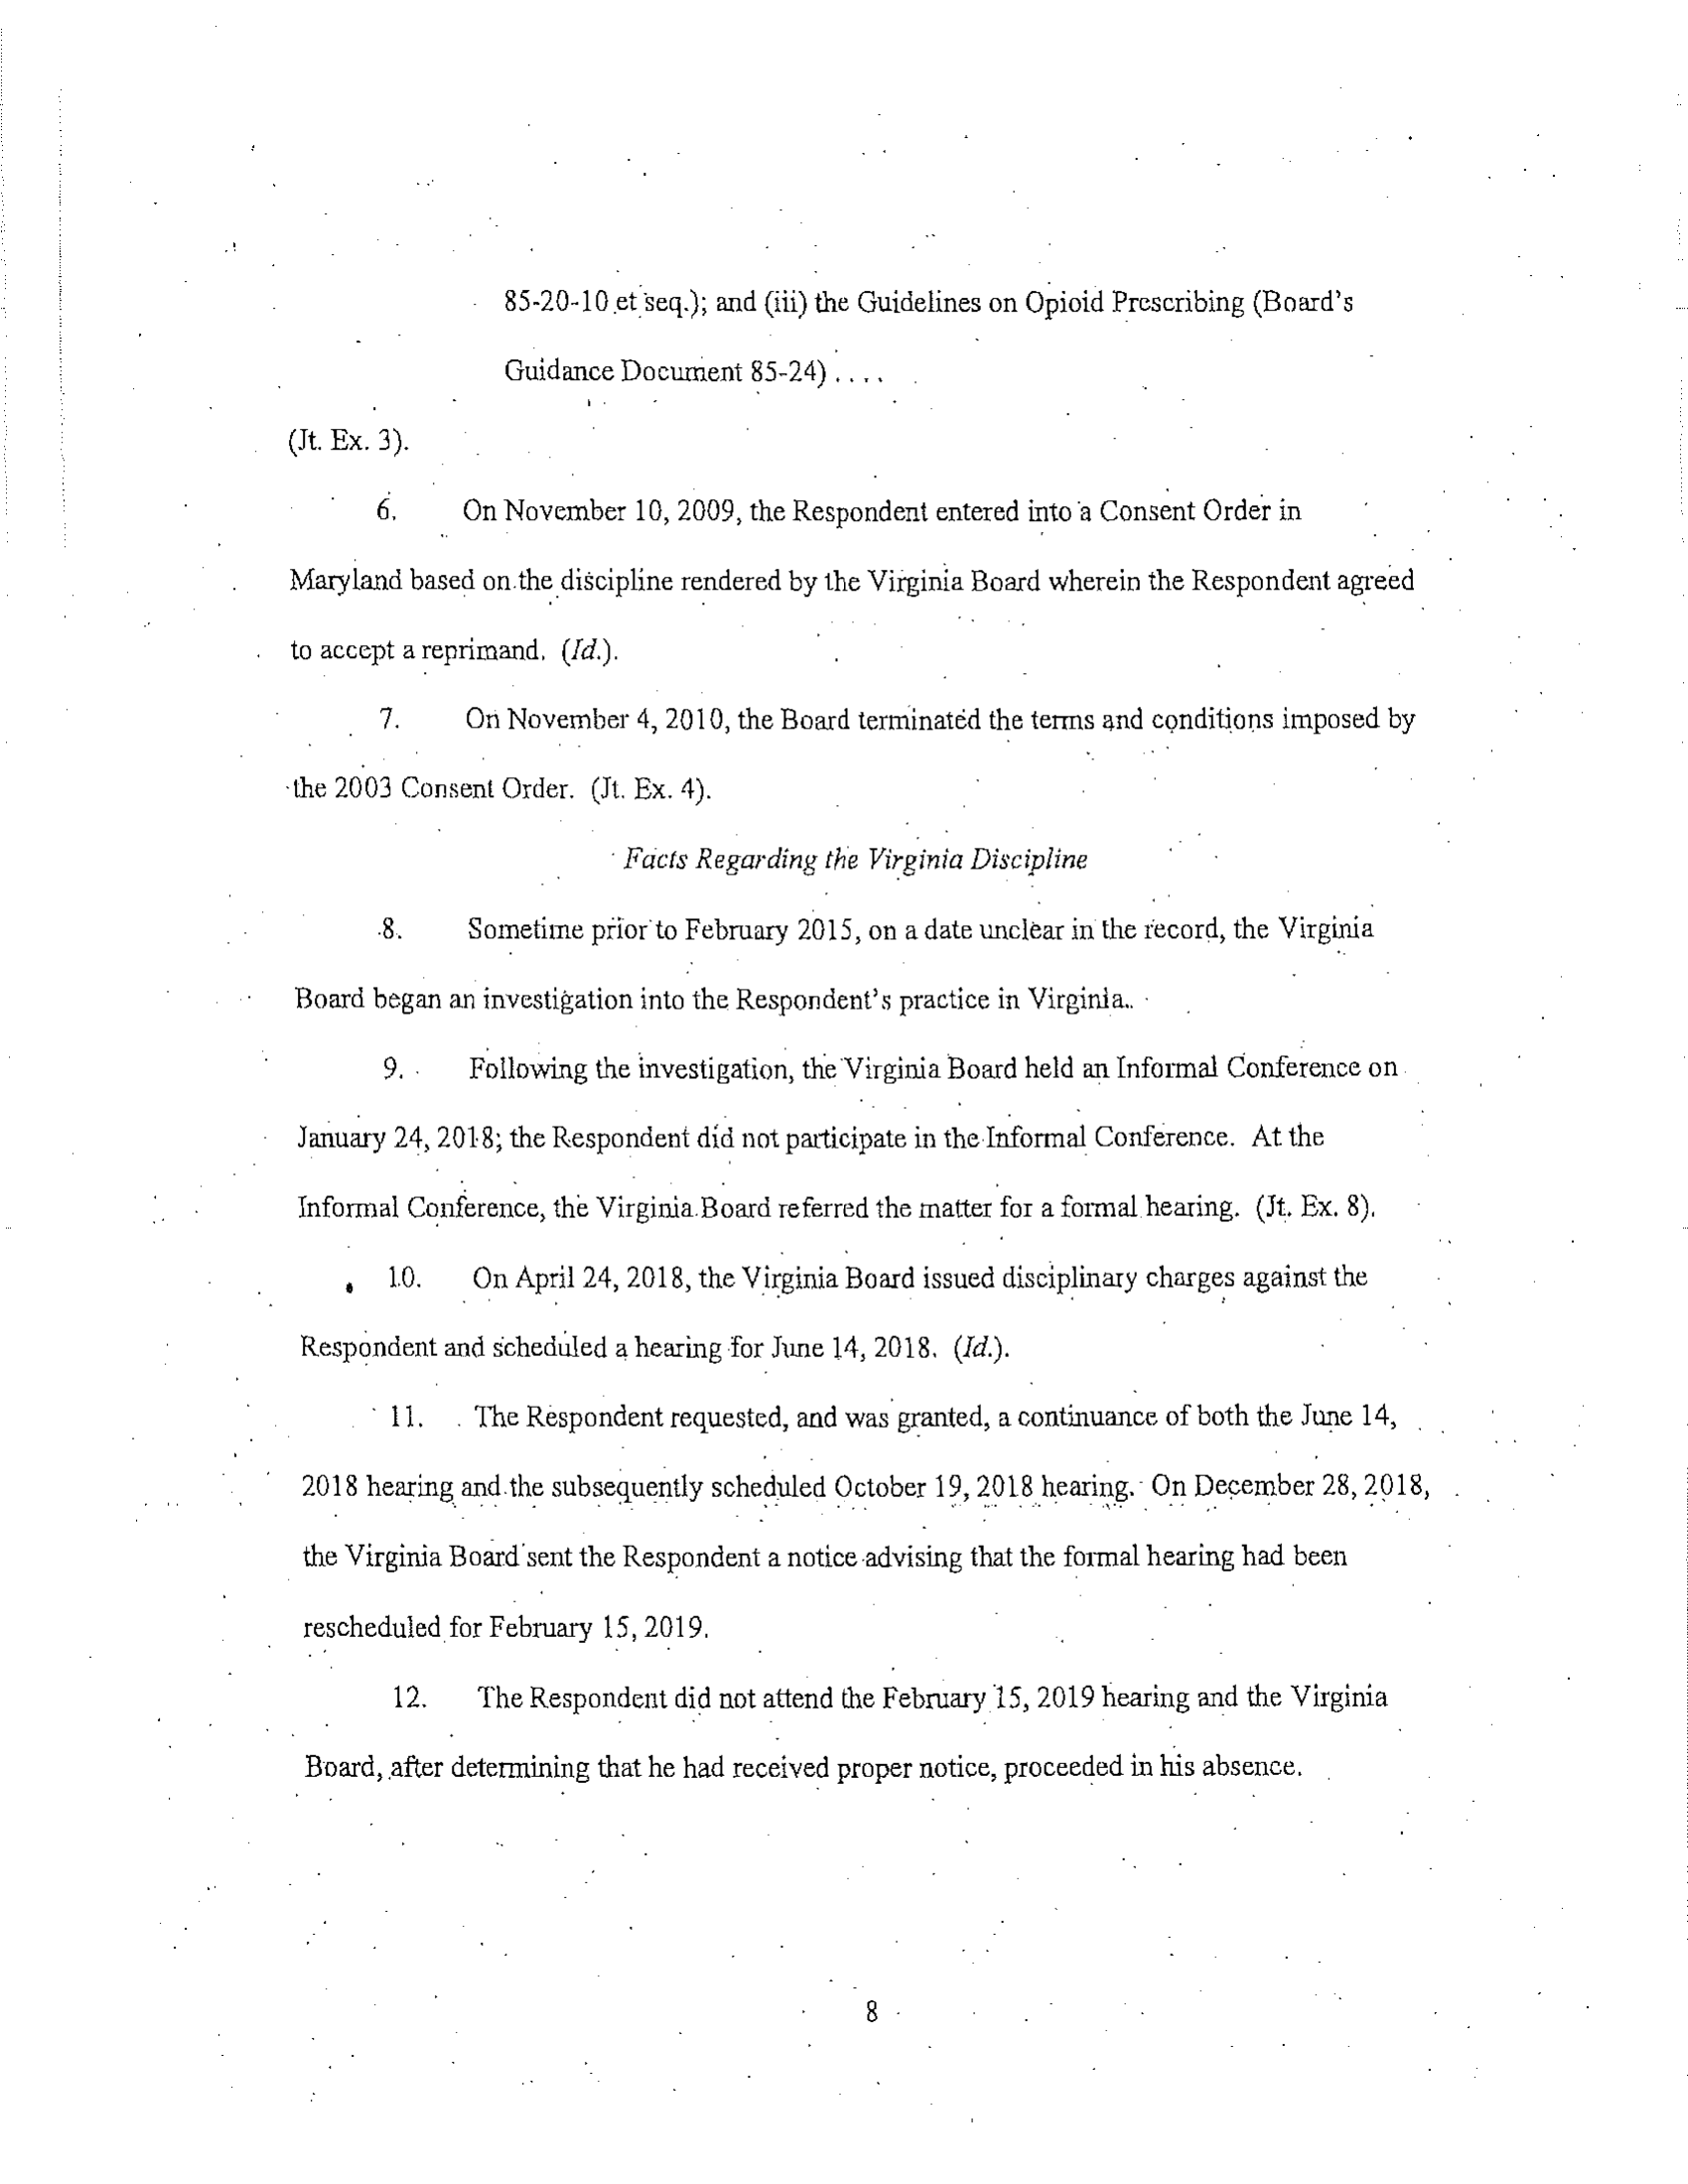 85-20-10 et seq.); and (iii) the Guidelines on Opioid Prescribing (Board's
Guidance Document 85-24) . . . .
(Jt. Ex. 3).
6. On November 10, 2009, the Respondent entered into a Consent Order in
Maryland based on the discipline rendered by the Virginia Board wherein the Respondent agreed
to accept a reprimand. (Id.).
7. On November 4, 2010, the Board terminated the terms and conditions imposed by
the 2003 Consent Order. (Jt. Ex. 4).
Facts Regarding the Virginia Discipline
8. Sometime prior to February 2015, on a date unclear in the record, the Virginia
Board began an investigation into the Respondent's practice in Virginia..
9. Following the investigation, the Virginia Board held an Informal Conference on
January 24, 2018; the Respondent did not participate in the Informal Conference. At the
Informal Conference, the Virginia Board referred the matter for a formal hearing. (Jt. Ex. 8).
10. On April 24, 2018, the Virginia Board issued disciplinary charges against the
Respondent and scheduled a hearing for June 14, 2018. (Id.).
11. The Respondent requested, and was granted, a continuance of both the June 14,
2018 hearing and the subsequently scheduled October 19, 2018 hearing. On December 28, 2018,
the Virginia Board sent the Respondent a notice advising that the formal hearing had been
rescheduled for February 15, 2019.
12. The Respondent did not attend the February 15, 2019 hearing and the Virginia
Board, after determining that he had received proper notice, proceeded in his absence.
8